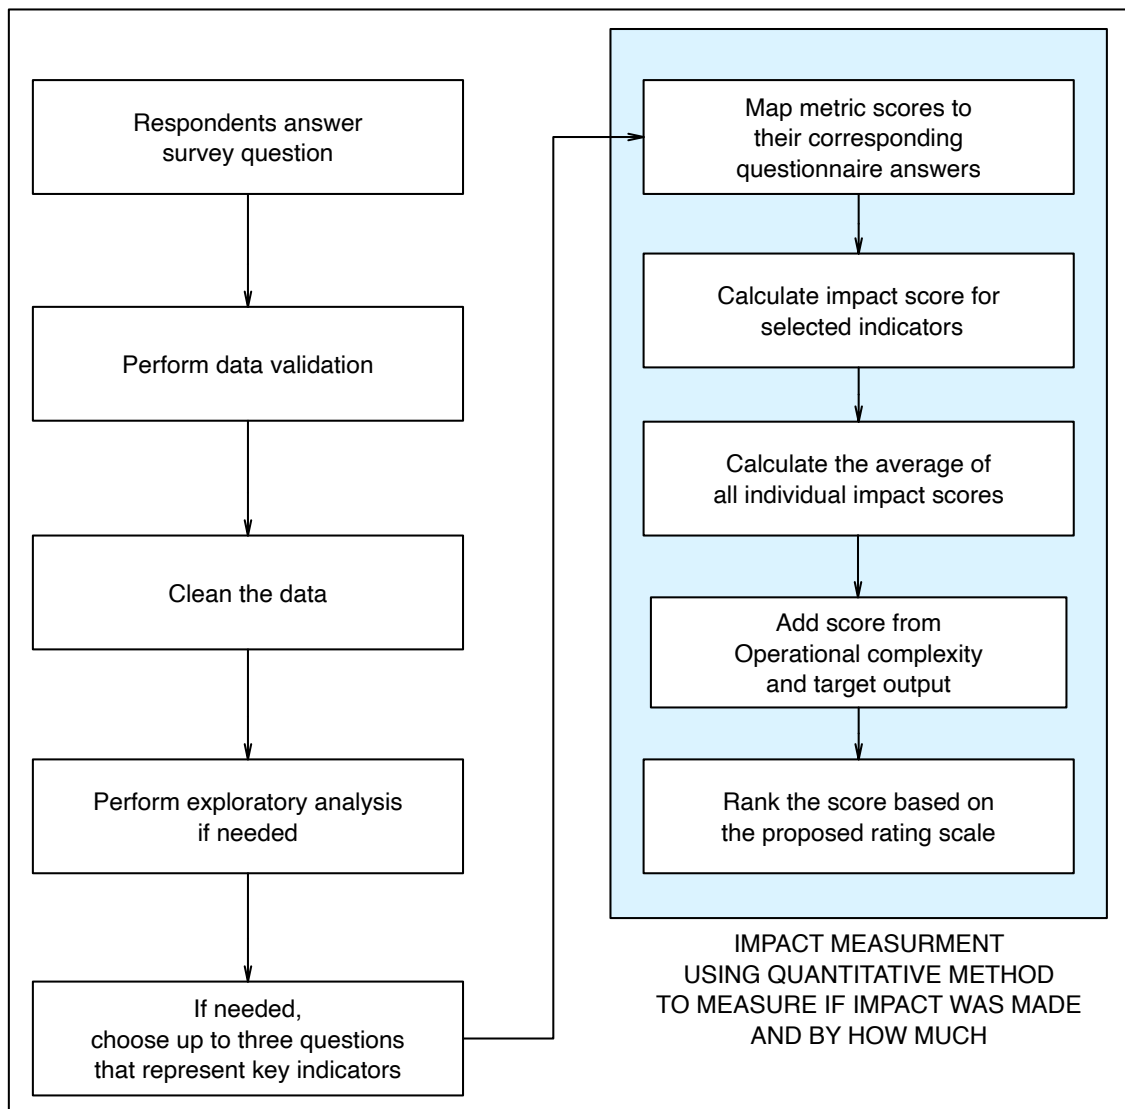 Respondents answer
survey question
Perform data validation
Clean the data
Perform exploratory analysis
if needed
If needed,
choose up to three questions
that represent key indicators
Map metric scores to
their corresponding
questionnaire answers
Calculate impact score for
selected indicators
Calculate the average of
all individual impact scores
Add score from
Operational complexity
and target output
Rank the score based on
the proposed rating scale
IMPACT MEASURMENT
USING QUANTITATIVE METHOD
TO MEASURE IF IMPACT WAS MADE
AND BY HOW MUCH